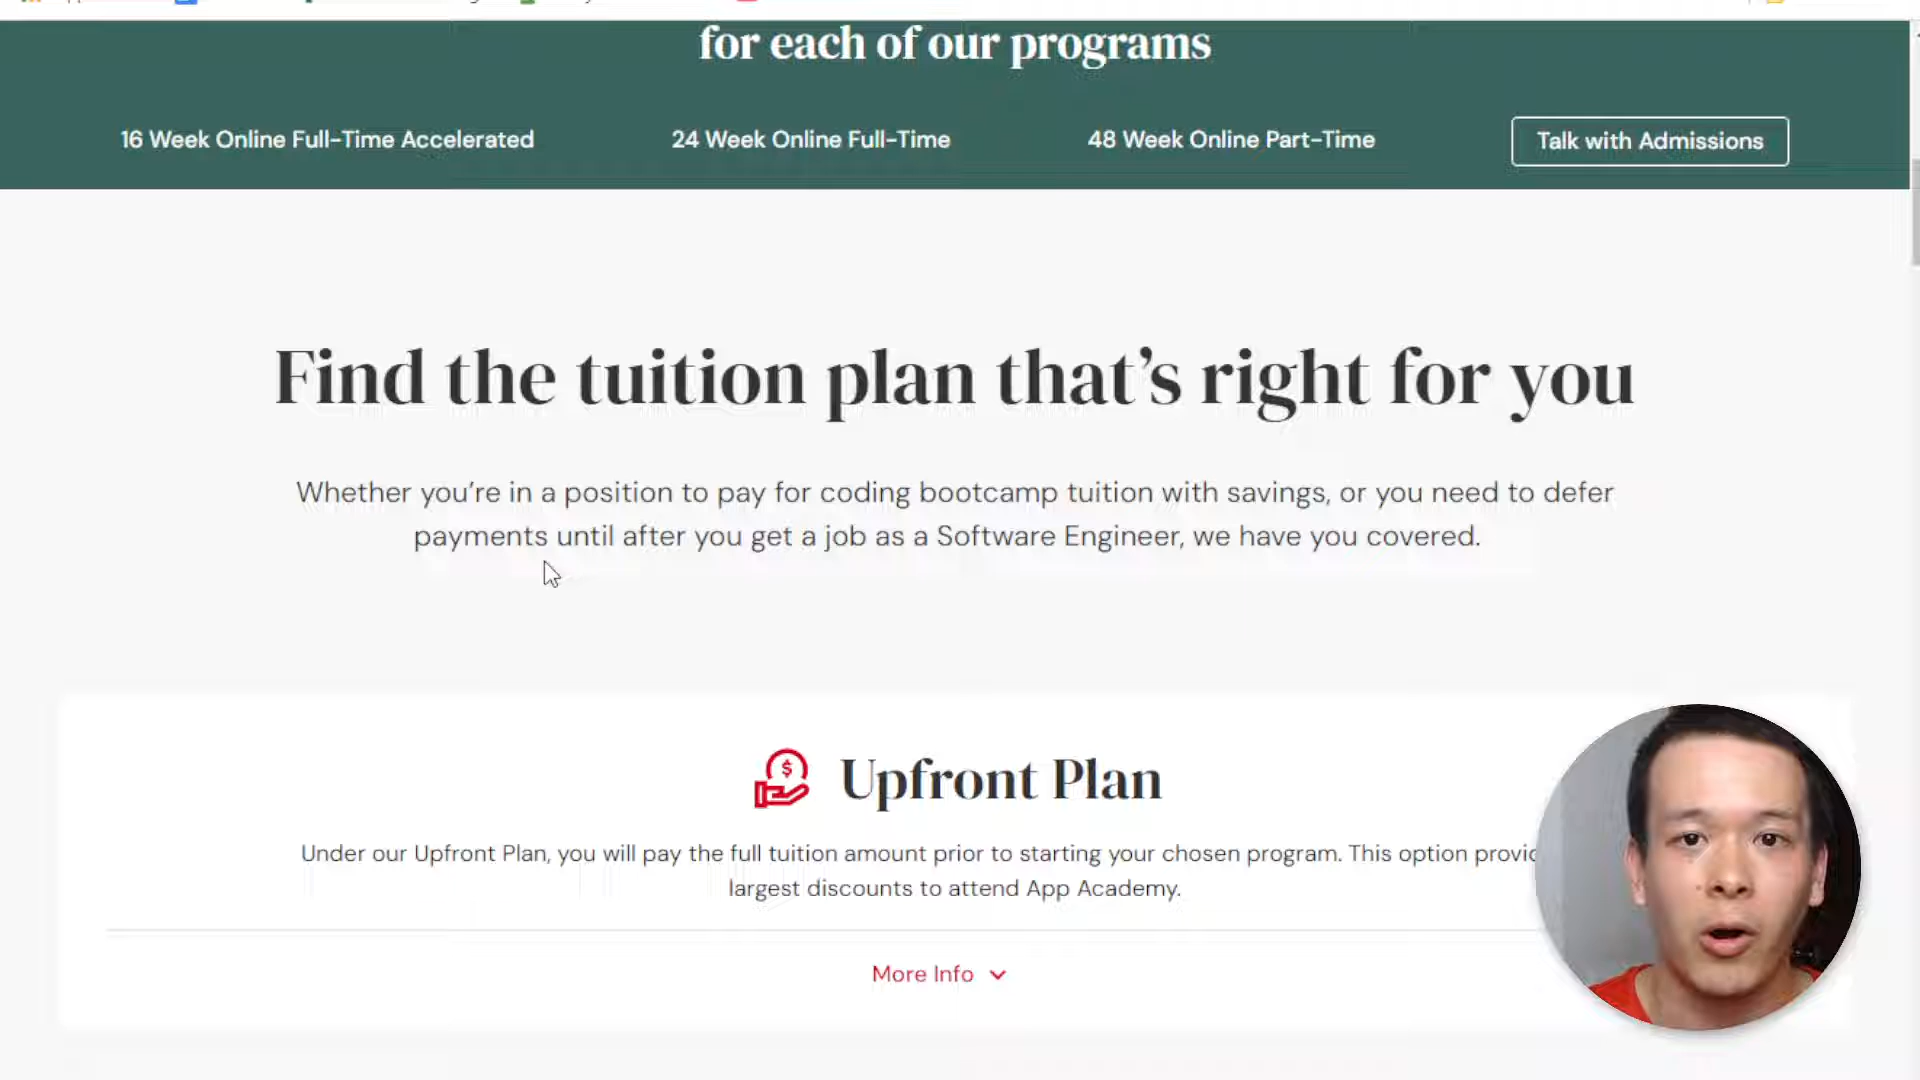 for each of our programs
16 Week Online Full-Time Accelerated
24 Week Online Full-Time
48 Week Online Part-Time
Talk with Admissions
Find the tuition plan that's right for you
Whether you're in a position to pay for coding bootcamp tuition with savings, or you need to defer
payments until after you get a job as a Software Engineer, we have you covered.
$ Upfront Plan
Under our Upfront Plan, you will pay the full tuition amount prior to starting your chosen program. This option
largest discounts to attend App Academy.
More Info